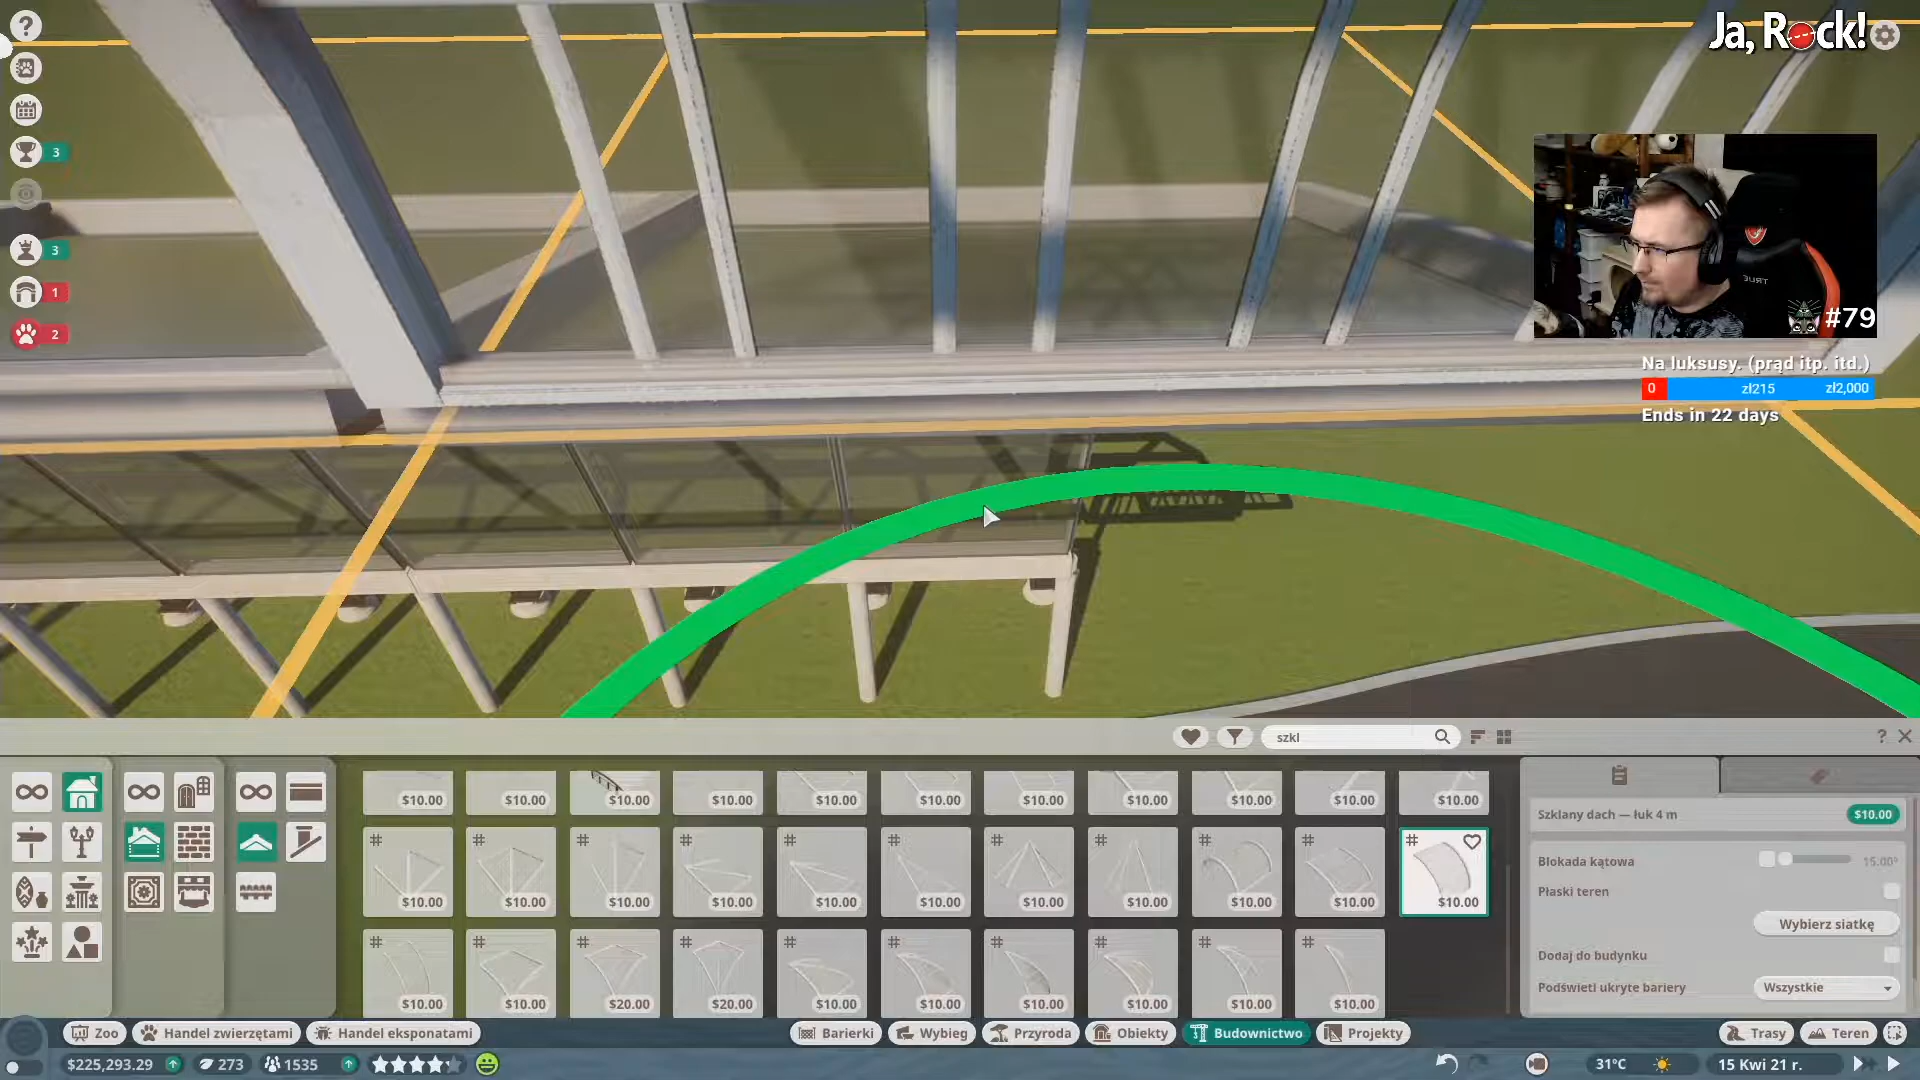 Ja, Rock!
3
3
1
2
TRUE
#79
Na luksusy. (prąd itp. itd.)
0 zł215 zł2,000
Ends in 22 days
szkl
?
$10.00 $10.00 $10.00 $10.00 $10.00 $10.00 $10.00 $10.00 $10.00 $10.00 $10.00
$10.00 $10.00 $10.00 $10.00 $10.00 $10.00 $10.00 $10.00 $10.00 $10.00 $10.00
$10.00 $10.00 $20.00 $20.00 $10.00 $10.00 $10.00 $10.00 $10.00 $10.00
Szklany dach — łuk 4 m $10.00
Blokada kątowa 15.00°
Płaski teren
Wybierz siatkę
Dodaj do budynku
Podświetl ukryte bariery Wszystkie
Zoo Handel zwierzętami Handel eksponatami Barierki Wybieg Przyroda Obiekty Budownictwo Projekty Trasy Teren
$225,293.29 273 1535 31°C 15 Kwi 21 r.